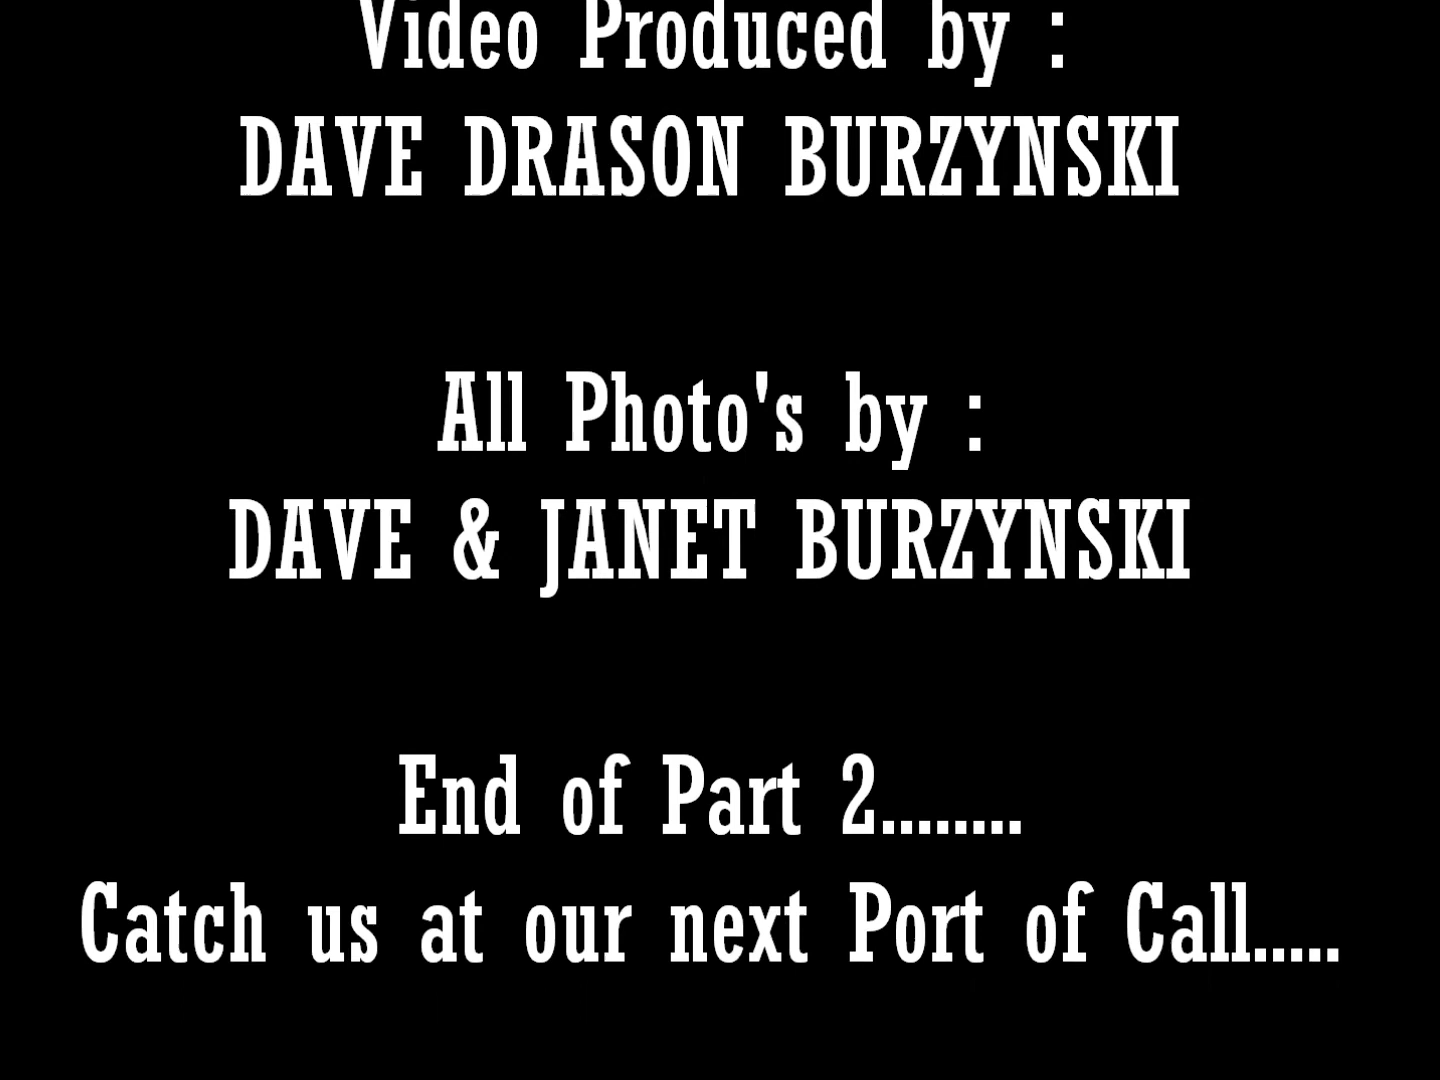 Video Produced by :
DAVE DRASON BURZYNSKI
All Photo's by :
DAVE & JANET BURZYNSKI
End of Part 2........
Catch us at our next Port of Call.....